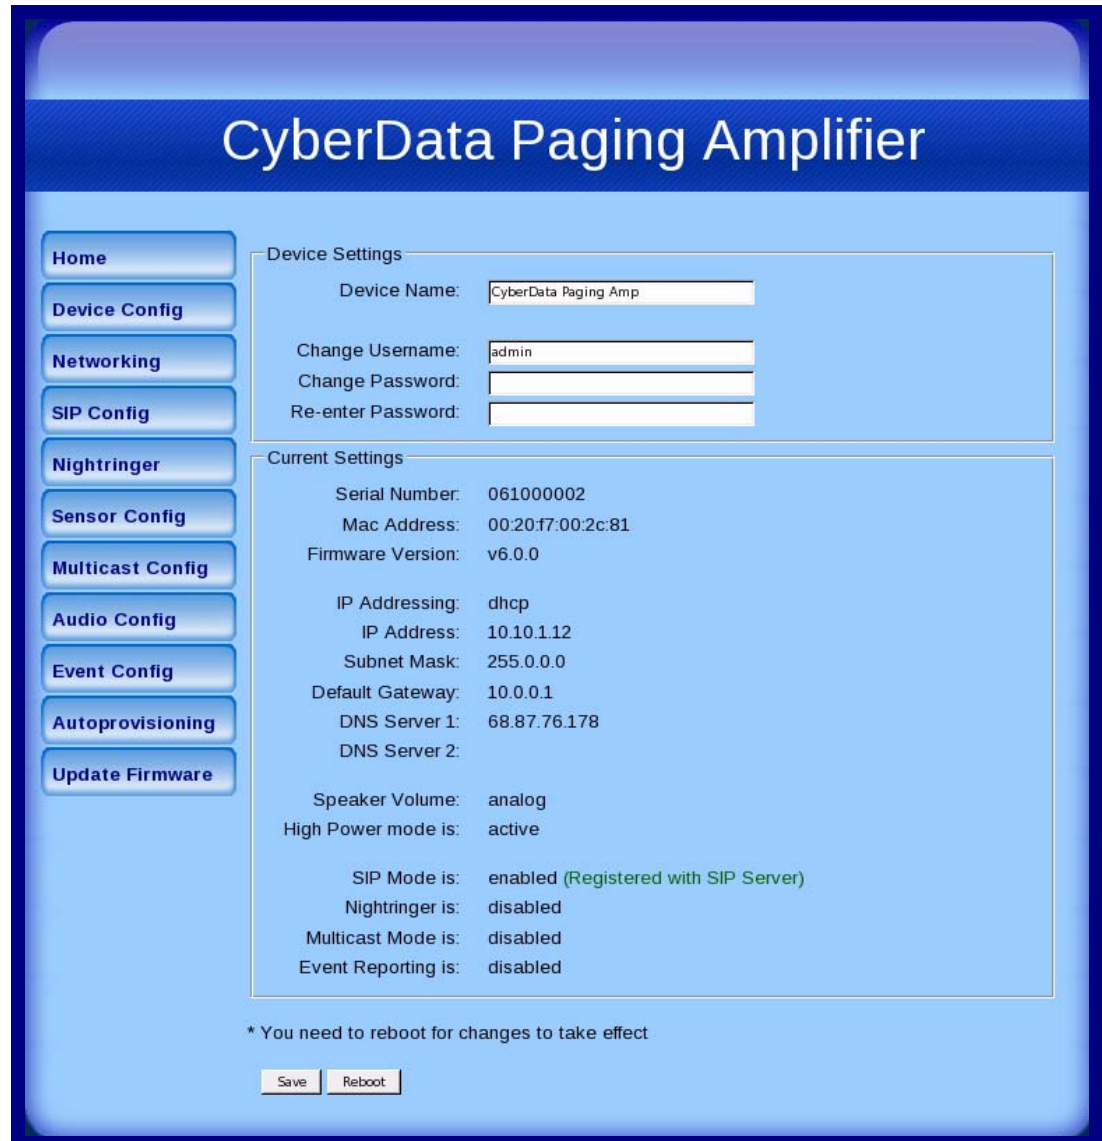 CyberData Paging Amplifier
Home
Device Config
Networking
SIP Config
Nightringer
Sensor Config
Multicast Config
Audio Config
Event Config
Autoprovisioning
Update Firmware
Device Settings
Device Name: CyberData Paging Amp
Change Username: admin
Change Password:
Re-enter Password:
Current Settings
Serial Number: 061000002
Mac Address: 00:20:f7:00:2c:81
Firmware Version: v6.0.0
IP Addressing: dhcp
IP Address: 10.10.1.12
Subnet Mask: 255.0.0.0
Default Gateway: 10.0.0.1
DNS Server 1: 68.87.76.178
DNS Server 2:
Speaker Volume: analog
High Power mode is: active
SIP Mode is: enabled (Registered with SIP Server)
Nightringer is: disabled
Multicast Mode is: disabled
Event Reporting is: disabled
* You need to reboot for changes to take effect
Save Reboot